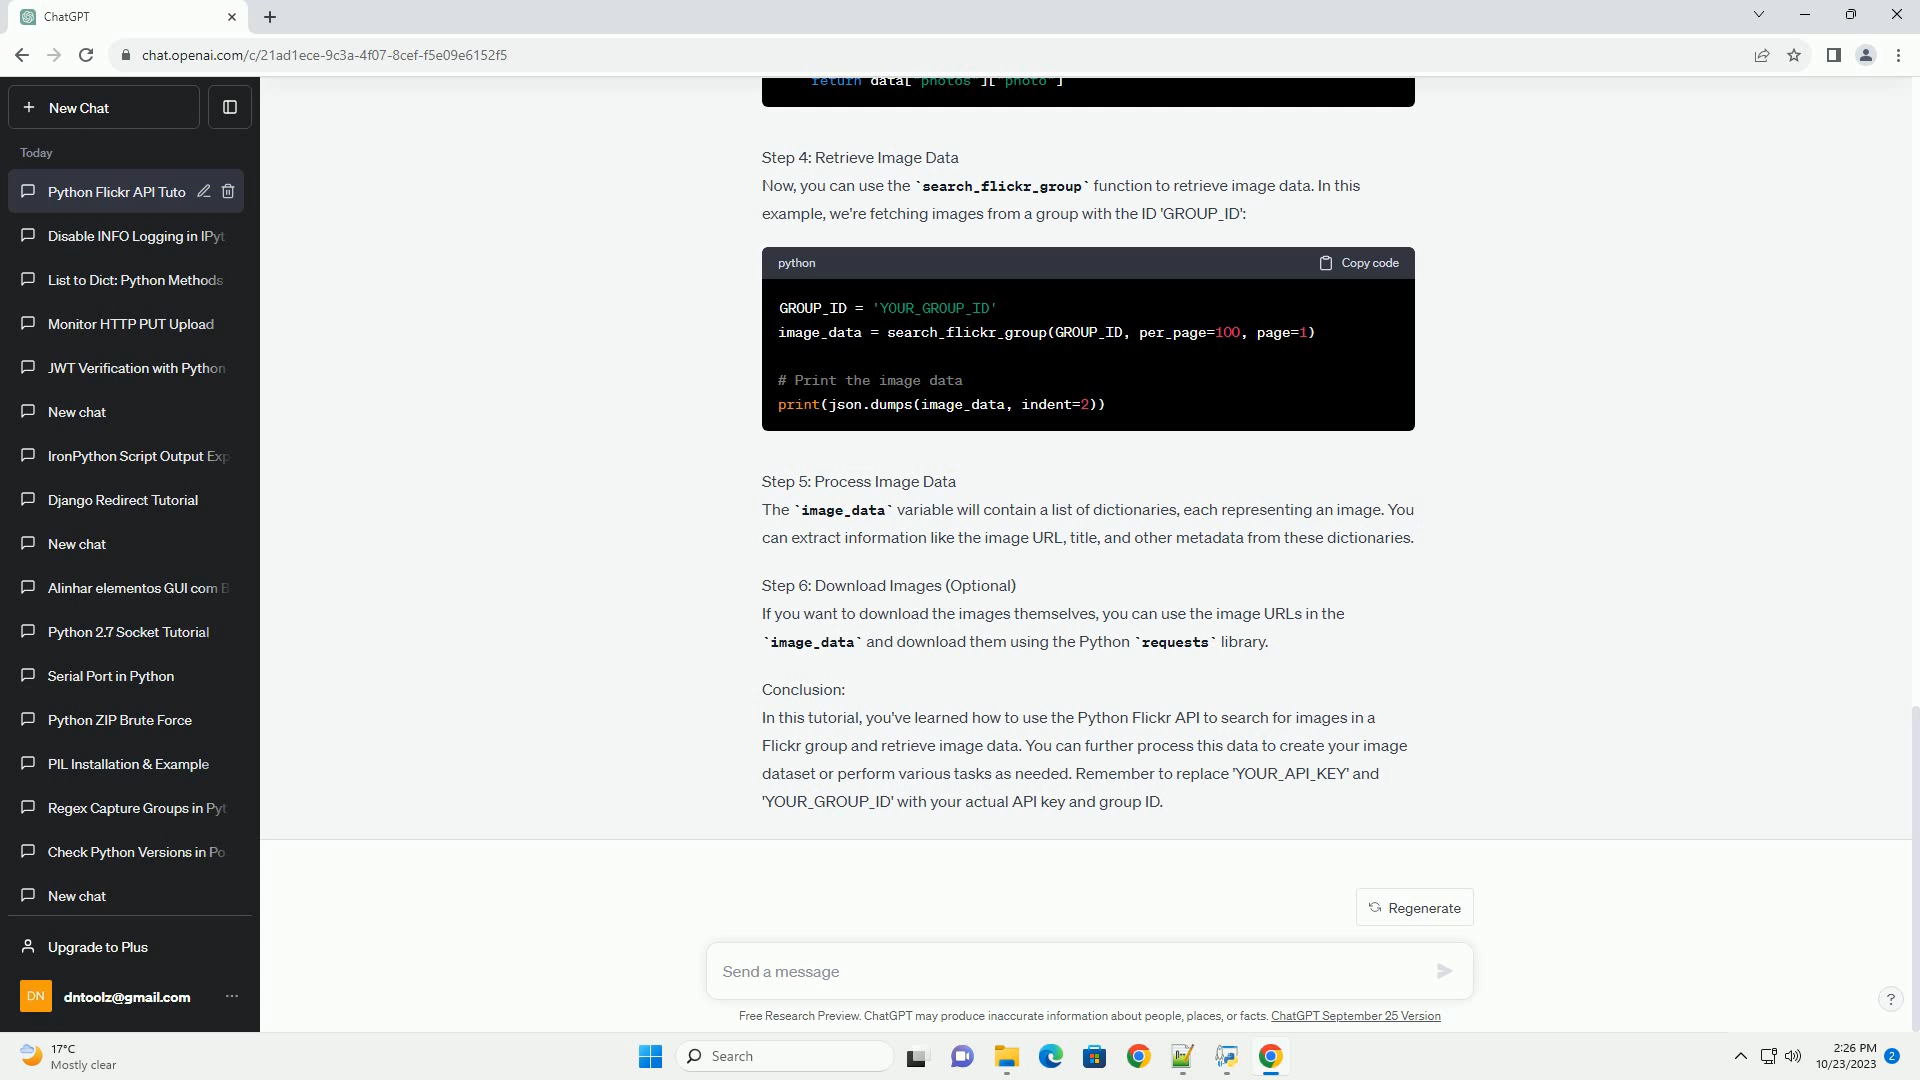 ChatGPT
chat.openai.com/c/21ad1ece-9c3a-4f07-8cef-f5e09e6152f5
New Chat
Today
Python Flickr API Tuto
Disable INFO Logging in IPyt
List to Dict: Python Methods
Monitor HTTP PUT Upload
JWT Verification with Python
New chat
IronPython Script Output Exp
Django Redirect Tutorial
New chat
Alinhar elementos GUI com B
Python 2.7 Socket Tutorial
Serial Port in Python
Python ZIP Brute Force
PIL Installation & Example
Regex Capture Groups in Pyt
Check Python Versions in Po
New chat
Upgrade to Plus
DN dntoolz@gmail.com
return data["photos"]["photo"]
Step 4: Retrieve Image Data
Now, you can use the `search_flickr_group` function to retrieve image data. In this
example, we're fetching images from a group with the ID 'GROUP_ID':
python Copy code
GROUP_ID = 'YOUR_GROUP_ID'
image_data = search_flickr_group(GROUP_ID, per_page=100, page=1)
# Print the image data
print(json.dumps(image_data, indent=2))
Step 5: Process Image Data
The `image_data` variable will contain a list of dictionaries, each representing an image. You
can extract information like the image URL, title, and other metadata from these dictionaries.
Step 6: Download Images (Optional)
If you want to download the images themselves, you can use the image URLs in the
`image_data` and download them using the Python `requests` library.
Conclusion:
In this tutorial, you've learned how to use the Python Flickr API to search for images in a
Flickr group and retrieve image data. You can further process this data to create your image
dataset or perform various tasks as needed. Remember to replace 'YOUR_API_KEY' and
'YOUR_GROUP_ID' with your actual API key and group ID.
Regenerate
Send a message
Free Research Preview. ChatGPT may produce inaccurate information about people, places, or facts. ChatGPT September 25 Version
?
17°C
Mostly clear
Search
2:26 PM
10/23/2023
2